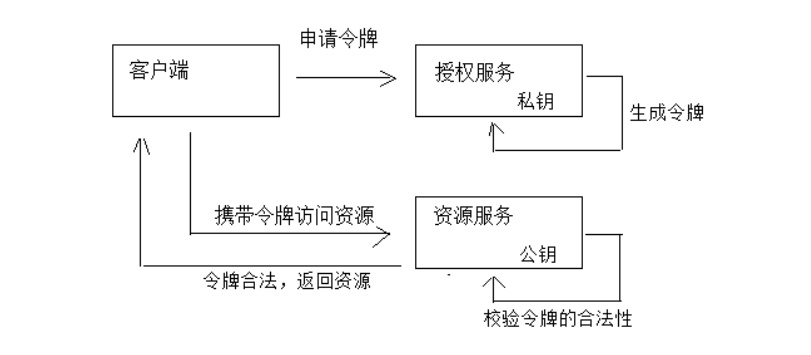 申请令牌
客户端
授权服务
私钥
生成令牌
携带令牌访问资源
资源服务
公钥
令牌合法，返回资源
校验令牌的合法性